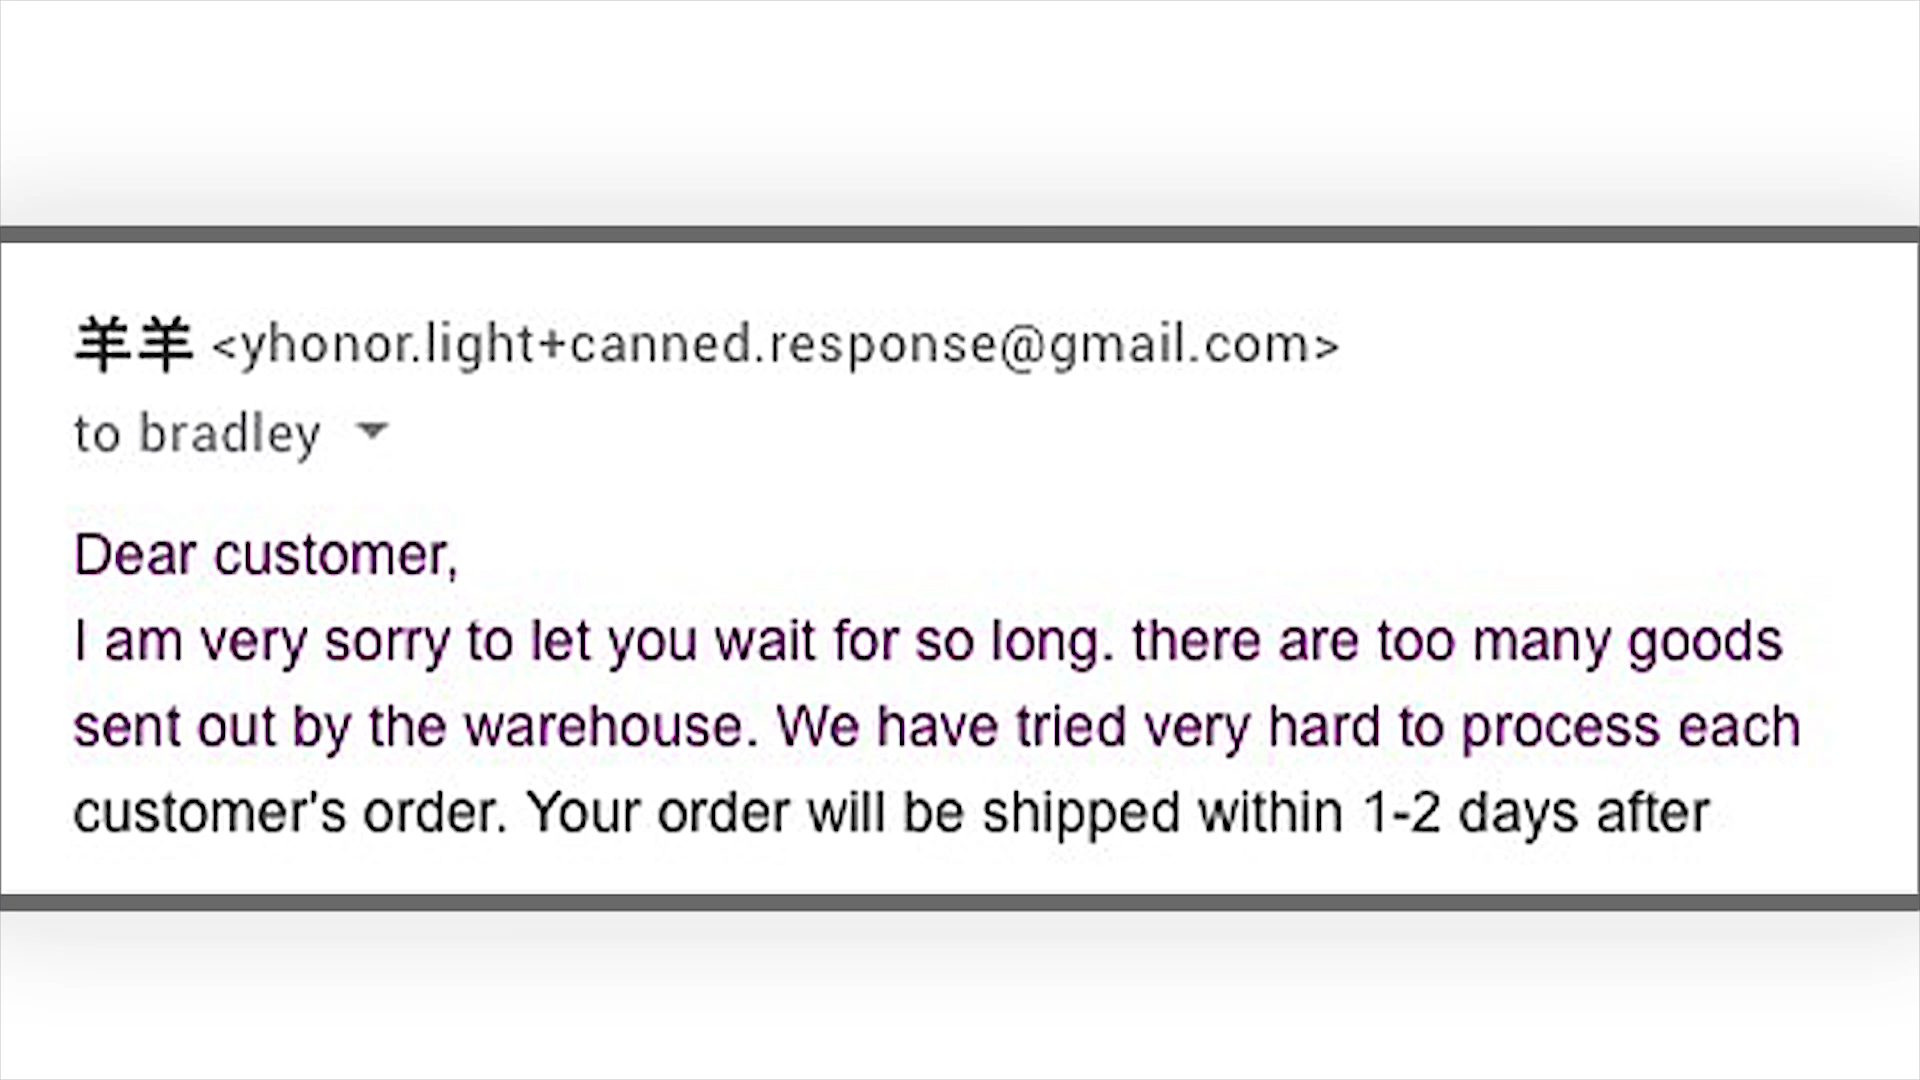 羊羊 <yhonor.light+canned.response@gmail.com>
to bradley
Dear customer,
I am very sorry to let you wait for so long. there are too many goods
sent out by the warehouse. We have tried very hard to process each
customer's order. Your order will be shipped within 1-2 days after